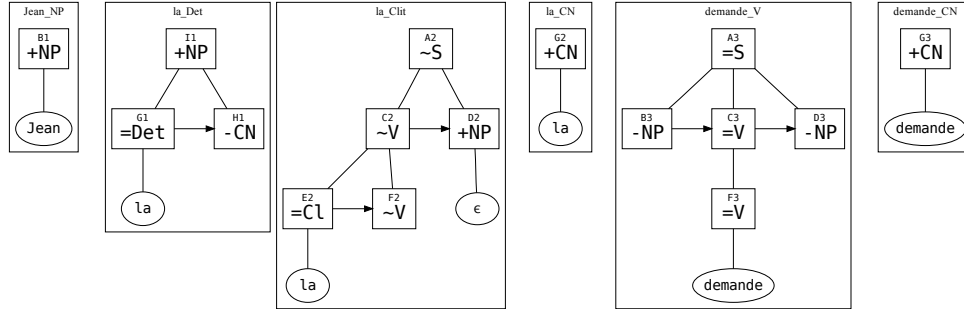 Jean_NP
B1
+NP
Jean
la_Det
I1
+NP
G1
=Det
H1
-CN
la
la_Clit
A2
~S
C2
~V
D2
+NP
E2
=Cl
F2
~V
ϵ
la
la_CN
G2
+CN
la
demande_V
A3
=S
B3
-NP
C3
=V
D3
-NP
F3
=V
demande
demande_CN
G3
+CN
demande